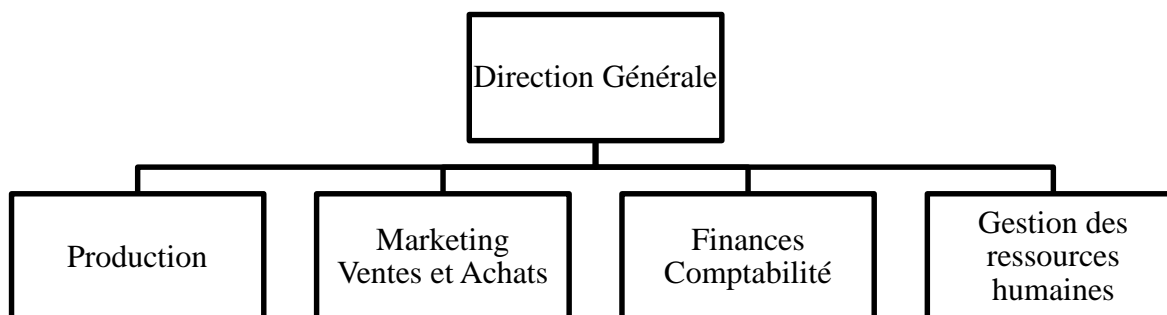 Direction Générale
Production
Marketing
Ventes et Achats
Finances
Comptabilité
Gestion des
ressources
humaines